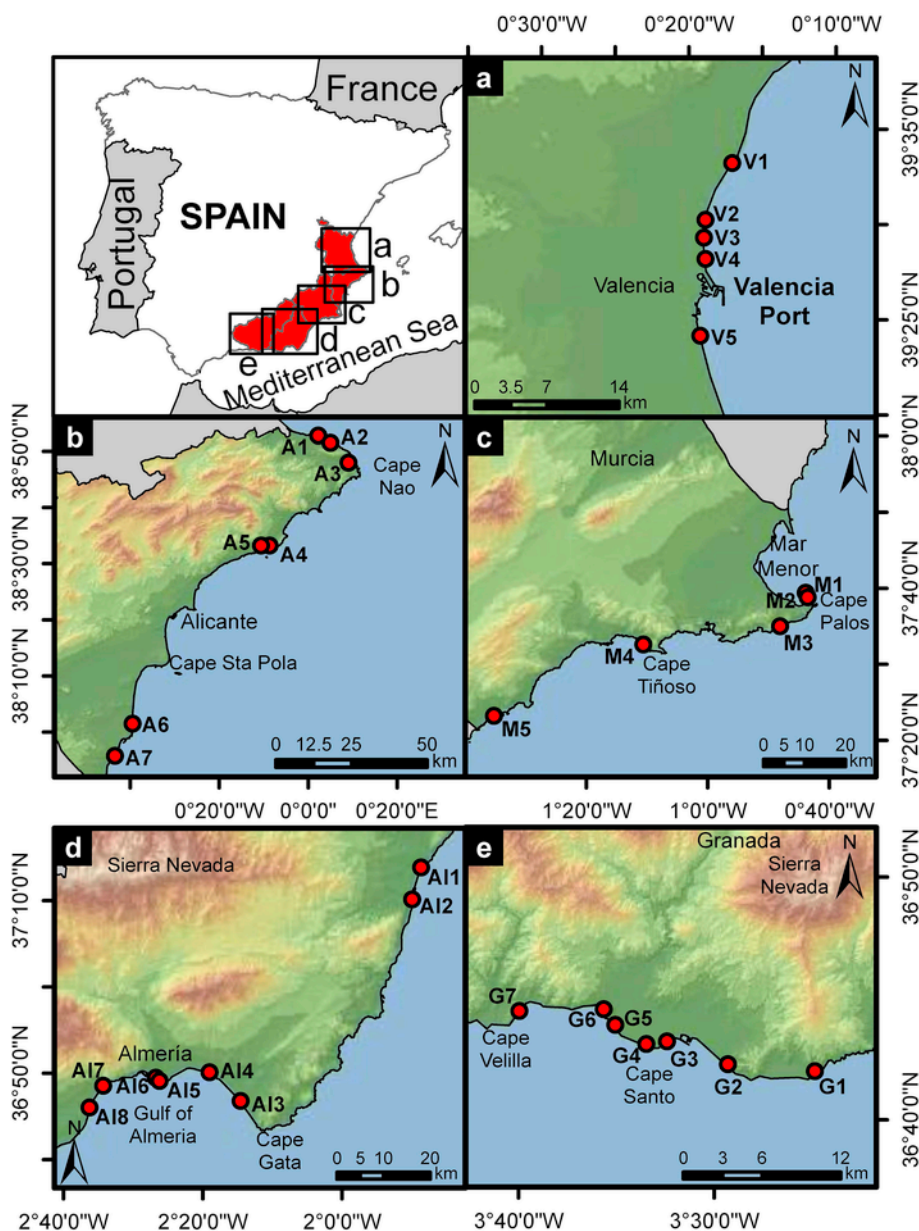 0°30'0"W 0°20'0"W 0°10'0"W
France
Portugal
SPAIN
a
b
c
d
e
Mediterranean Sea
a
N
V1
V2
V3
V4
Valencia
Valencia
Port
V5
0 3.5 7 14
km
39°35'0"N
39°25'0"N
b
N
A1
A2
A3
Cape
Nao
A5
A4
Alicante
Cape Sta Pola
A6
A7
0 12.5 25 50
km
38°50'0"N
38°30'0"N
38°10'0"N
0°20'0"W 0°0'0" 0°20'0"E
c
N
Murcia
Mar
Menor
M1
M2
Cape
Palos
M3
M4
Cape
Tiñoso
M5
0 5 10 20
km
38°0'0"N
37°40'0"N
37°20'0"N
1°20'0"W 1°0'0"W 0°40'0"W
d
Sierra Nevada
Al1
Al2
Almería
Al7
Al6
Al5
Al4
Al3
Al8
Gulf of
Almeria
Cape
Gata
N
0 5 10 20
km
37°10'0"N
36°50'0"N
2°40'0"W 2°20'0"W 2°0'0"W
e
Granada
Sierra
Nevada
N
G7
G6
G5
G4
G3
G2
G1
Cape
Velilla
Cape
Santo
0 3 6 12
km
36°50'0"N
36°40'0"N
3°40'0"W 3°30'0"W